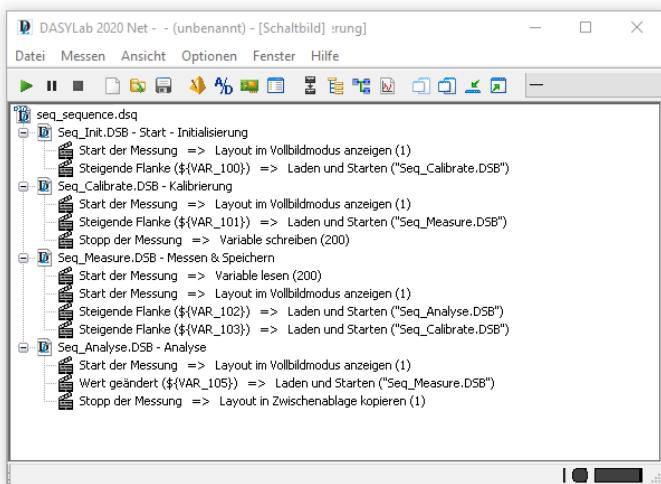 DASYLab 2020 Net - - (unbenannt) - [Schaltbild] :rung]
Datei Messen Ansicht Optionen Fenster Hilfe
seq_sequence.dsq
Seq_Init.DSB - Start - Initialisierung
Start der Messung => Layout im Vollbildmodus anzeigen (1)
Steigende Flanke (${VAR_100}) => Laden und Starten ("Seq_Calibrate.DSB")
Seq_Calibrate.DSB - Kalibrierung
Start der Messung => Layout im Vollbildmodus anzeigen (1)
Steigende Flanke (${VAR_101}) => Laden und Starten ("Seq_Measure.DSB")
Stopp der Messung => Variable schreiben (200)
Seq_Measure.DSB - Messen & Speichern
Start der Messung => Variable lesen (200)
Start der Messung => Layout im Vollbildmodus anzeigen (1)
Steigende Flanke (${VAR_102}) => Laden und Starten ("Seq_Analyse.DSB")
Steigende Flanke (${VAR_103}) => Laden und Starten ("Seq_Calibrate.DSB")
Seq_Analyse.DSB - Analyse
Start der Messung => Layout im Vollbildmodus anzeigen (1)
Wert geändert (${VAR_105}) => Laden und Starten ("Seq_Measure.DSB")
Stopp der Messung => Layout in Zwischenablage kopieren (1)